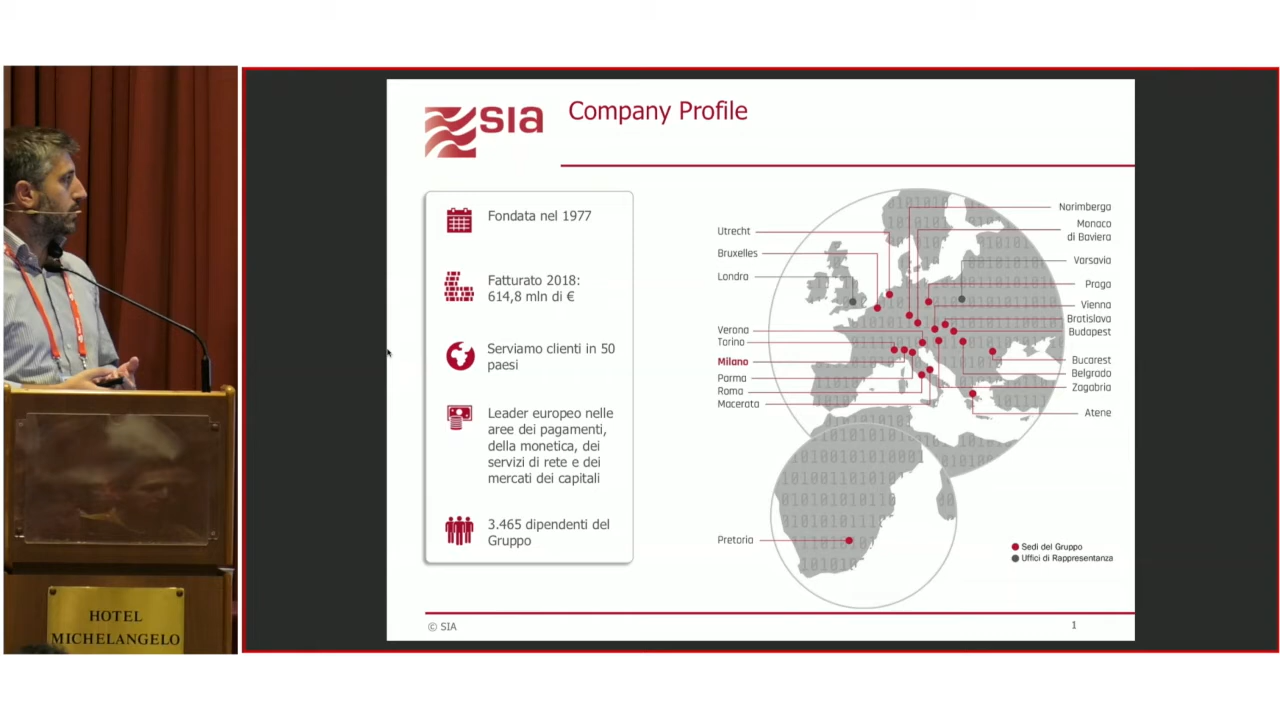 sia
Company Profile
Fondata nel 1977
Fatturato 2018:
614,8 mln di €
Serviamo clienti in 50
paesi
Leader europeo nelle
aree dei pagamenti,
della monetica, dei
servizi di rete e dei
mercati dei capitali
3.465 dipendenti del
Gruppo
Utrecht
Bruxelles
Londra
Verona
Torino
Milano
Parma
Roma
Macerata
Pretoria
Norimberga
Monaco
di Baviera
Varsavia
Praga
Vienna
Bratislava
Budapest
Bucarest
Belgrado
Zagabria
Atene
Sedi del Gruppo
Uffici di Rappresentanza
© SIA
1
HOTEL
MICHELANGELO